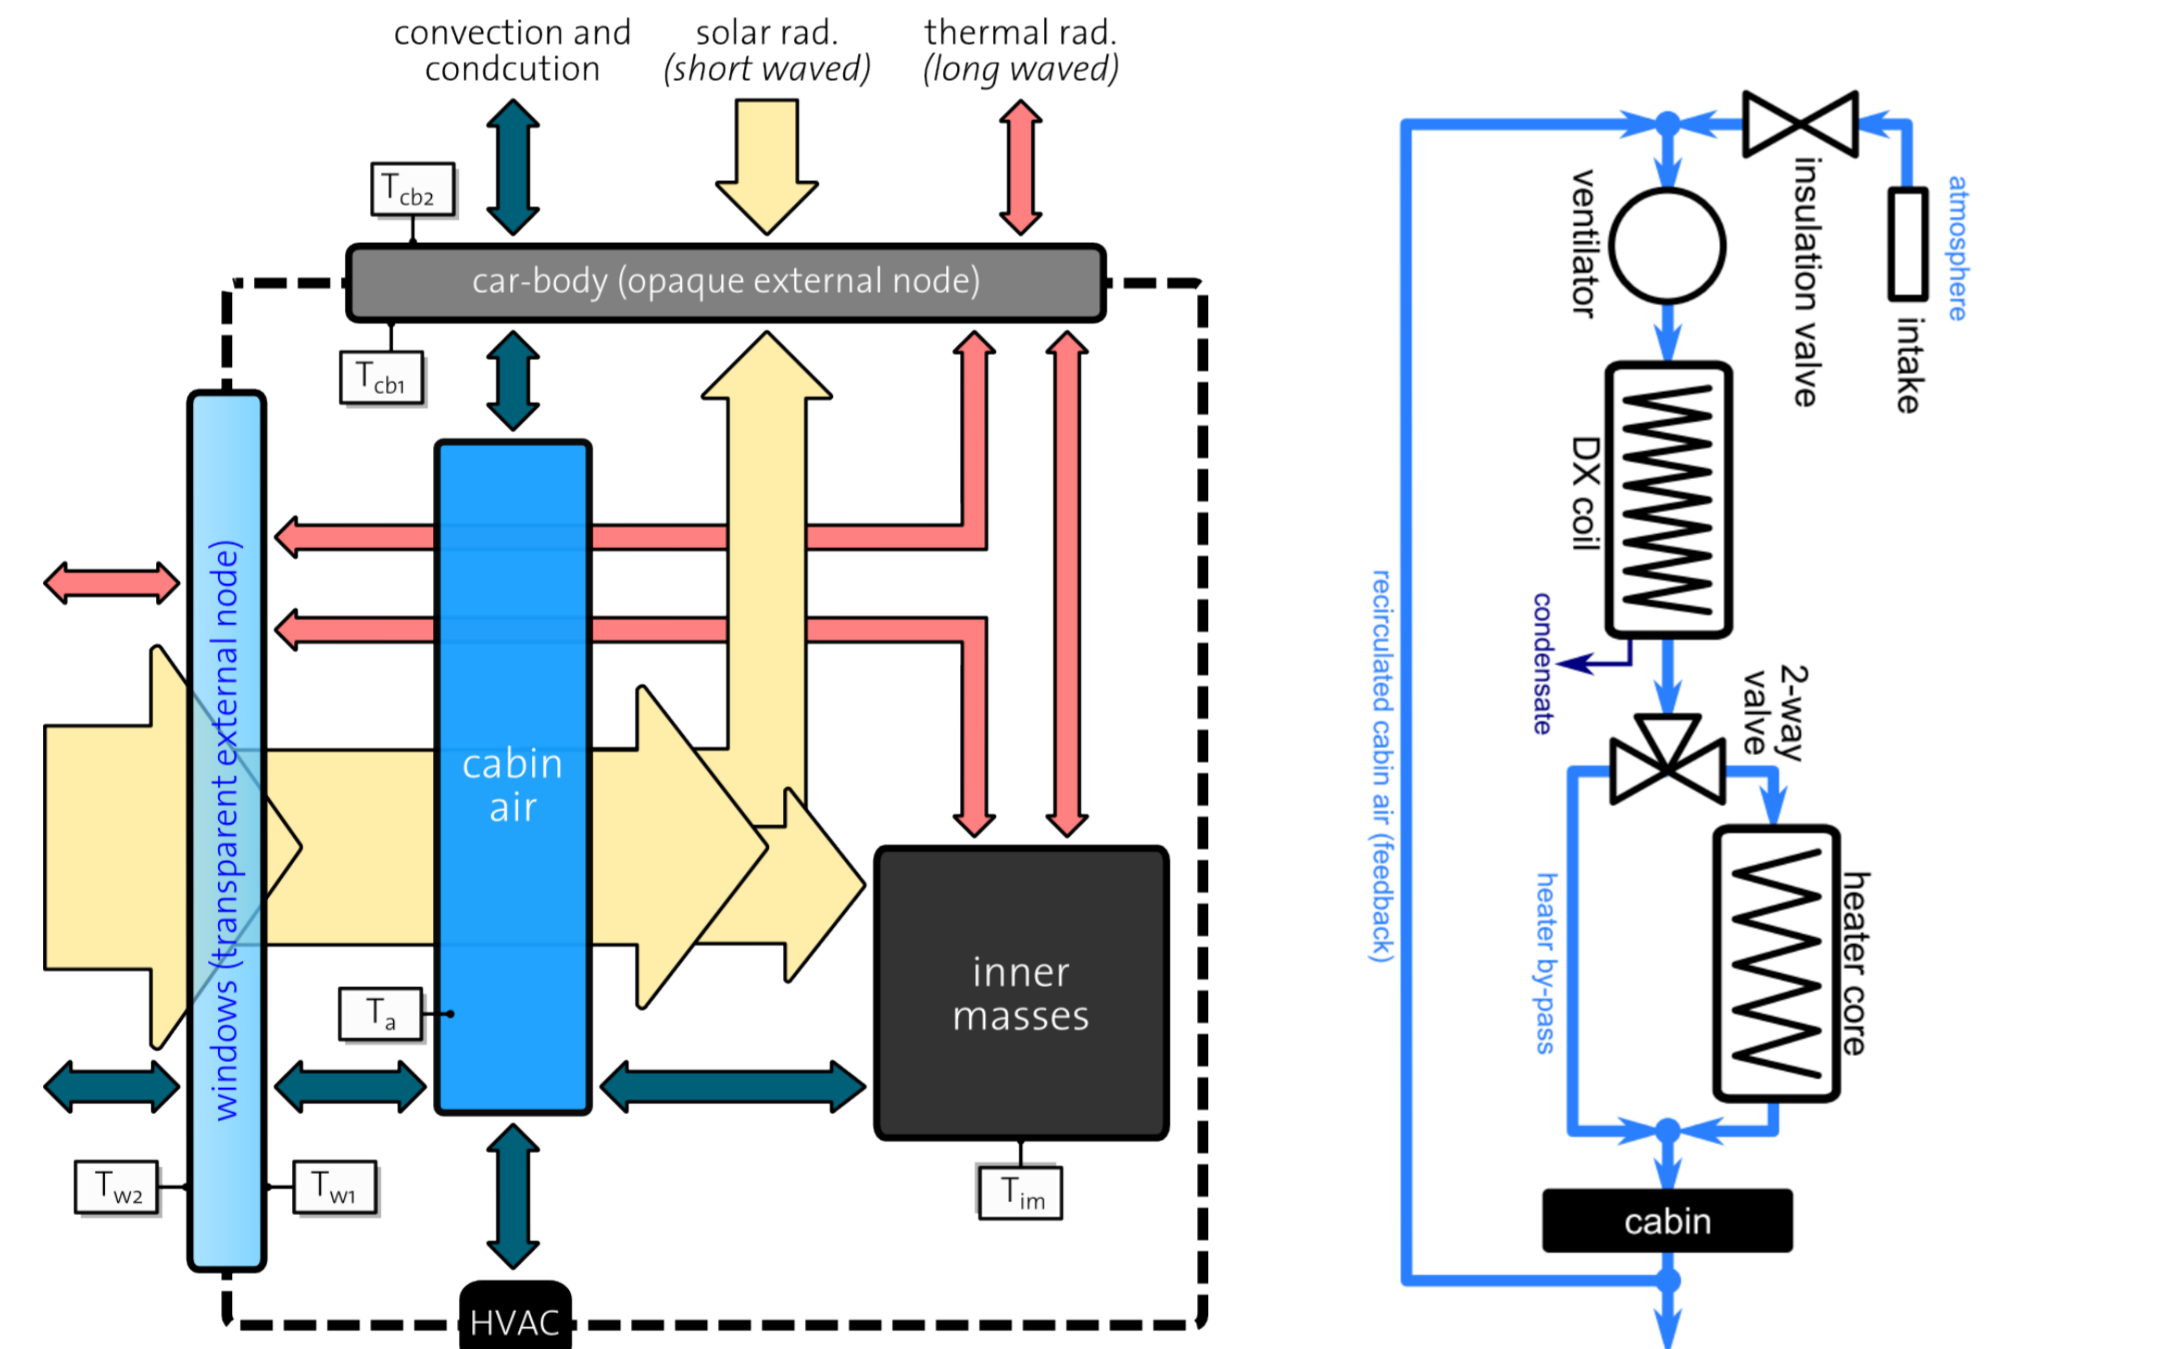 convection and
condcution
solar rad.
(short waved)
thermal rad.
(long waved)
Tcb2
car-body (opaque external node)
Tcb1
windows (transparent external node)
cabin
air
Ta
inner
masses
Tw2
Tw1
Tim
HVAC
atmosphere
intake
insulation valve
ventilator
DX coil
condensate
2-way
valve
recirculated cabin air (feedback)
heater by-pass
heater core
cabin